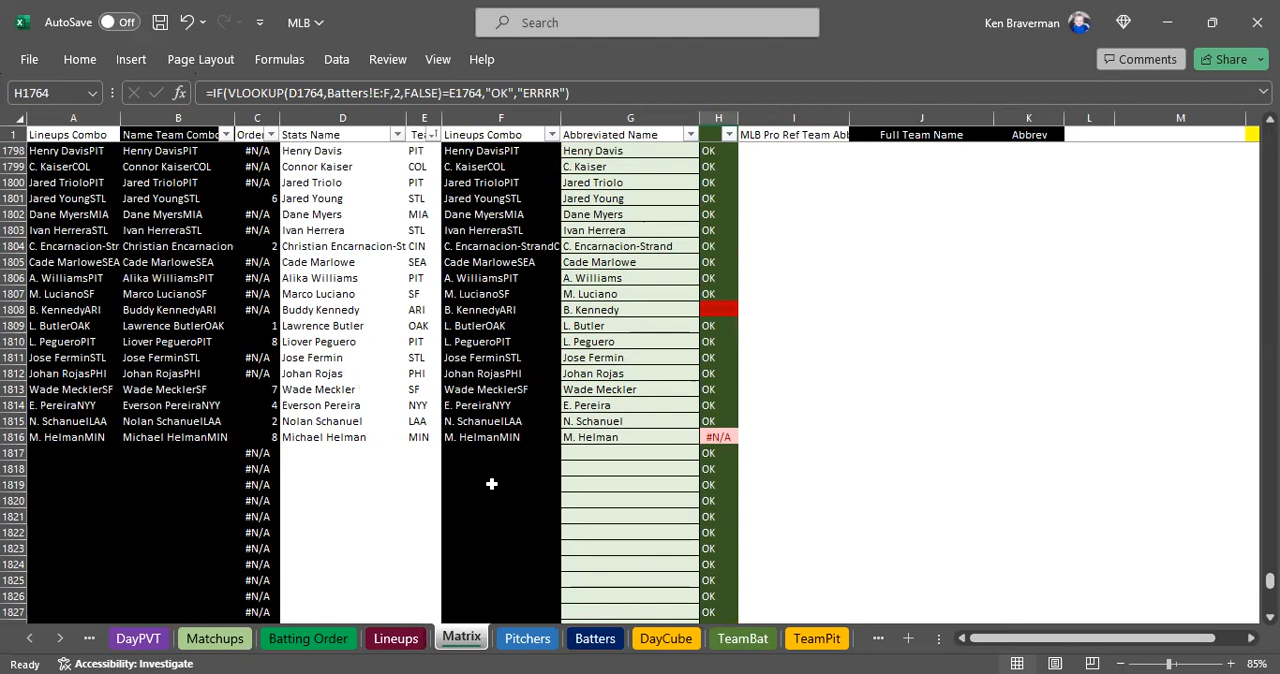 AutoSave Off MLB Search Ken Braverman
File Home Insert Page Layout Formulas Data Review View Help Comments Share
H1764 fx =IF(VLOOKUP(D1764,Batters!E:F,2,FALSE)=E1764,"OK","ERRRR")
A B C D E F G H I J K L M
1 Lineups Combo Name Team Combo Order Stats Name Tea Lineups Combo Abbreviated Name MLB Pro Ref Team Abb Full Team Name Abbrev
1798 Henry DavisPIT Henry DavisPIT #N/A Henry Davis PIT Henry DavisPIT Henry Davis OK
1799 C. KaiserCOL Connor KaiserCOL #N/A Connor Kaiser COL C. KaiserCOL C. Kaiser OK
1800 Jared TrioloPIT Jared TrioloPIT #N/A Jared Triolo PIT Jared TrioloPIT Jared Triolo OK
1801 Jared YoungSTL Jared YoungSTL 6 Jared Young STL Jared YoungSTL Jared Young OK
1802 Dane MyersMIA Dane MyersMIA #N/A Dane Myers MIA Dane MyersMIA Dane Myers OK
1803 Ivan HerreraSTL Ivan HerreraSTL #N/A Ivan Herrera STL Ivan HerreraSTL Ivan Herrera OK
1804 C. Encarnacion-Str Christian Encarnacion 2 Christian Encarnacion-St CIN C. Encarnacion-StrandC C. Encarnacion-Strand OK
1805 Cade MarloweSEA Cade MarloweSEA #N/A Cade Marlowe SEA Cade MarloweSEA Cade Marlowe OK
1806 A. WilliamsPIT Alika WilliamsPIT #N/A Alika Williams PIT A. WilliamsPIT A. Williams OK
1807 M. LucianoSF Marco LucianoSF #N/A Marco Luciano SF M. LucianoSF M. Luciano OK
1808 B. KennedyARI Buddy KennedyARI #N/A Buddy Kennedy ARI B. KennedyARI B. Kennedy
1809 L. ButlerOAK Lawrence ButlerOAK 1 Lawrence Butler OAK L. ButlerOAK L. Butler OK
1810 L. PegueroPIT Liover PegueroPIT 8 Liover Peguero PIT L. PegueroPIT L. Peguero OK
1811 Jose FerminSTL Jose FerminSTL #N/A Jose Fermin STL Jose FerminSTL Jose Fermin OK
1812 Johan RojasPHI Johan RojasPHI #N/A Johan Rojas PHI Johan RojasPHI Johan Rojas OK
1813 Wade MecklerSF Wade MecklerSF 7 Wade Meckler SF Wade MecklerSF Wade Meckler OK
1814 E. PereiraNYY Everson PereiraNYY 4 Everson Pereira NYY E. PereiraNYY E. Pereira OK
1815 N. SchanuelLAA Nolan SchanuelLAA 2 Nolan Schanuel LAA N. SchanuelLAA N. Schanuel OK
1816 M. HelmanMIN Michael HelmanMIN 8 Michael Helman MIN M. HelmanMIN M. Helman #N/A
1817 #N/A OK
1818 #N/A OK
1819 #N/A OK
1820 #N/A OK
1821 #N/A OK
1822 #N/A OK
1823 #N/A OK
1824 #N/A OK
1825 #N/A OK
1826 #N/A OK
1827 #N/A OK
DayPVT Matchups Batting Order Lineups Matrix Pitchers Batters DayCube TeamBat TeamPit
Ready Accessibility: Investigate 85%